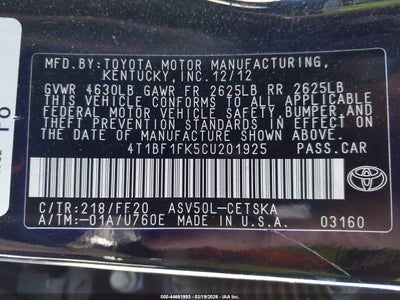 MFD.BY:TOYOTA MOTOR MANUFACTURING,
KENTUCKY,INC.12/12
GVWR 4630LB GAWR FR 2625LB RR 2625LB
THIS VEHICLE CONFORMS TO ALL APPLICABLE
FEDERAL MOTOR VEHICLE SAFETY, BUMPER, AND
THEFT PREVENTION STANDARDS IN EFFECT ON
THE DATE OF MANUFACTURE SHOWN ABOVE.
4T1BF1FK5CU201925 PASS.CAR
C/TR:218/FF20 ASV50L-CETSKA
A/TM:-01A/U760E MADE IN U.S.A. 03160
TOYOTA
000-44661993 - 03/19/2026 - IAA Inc.